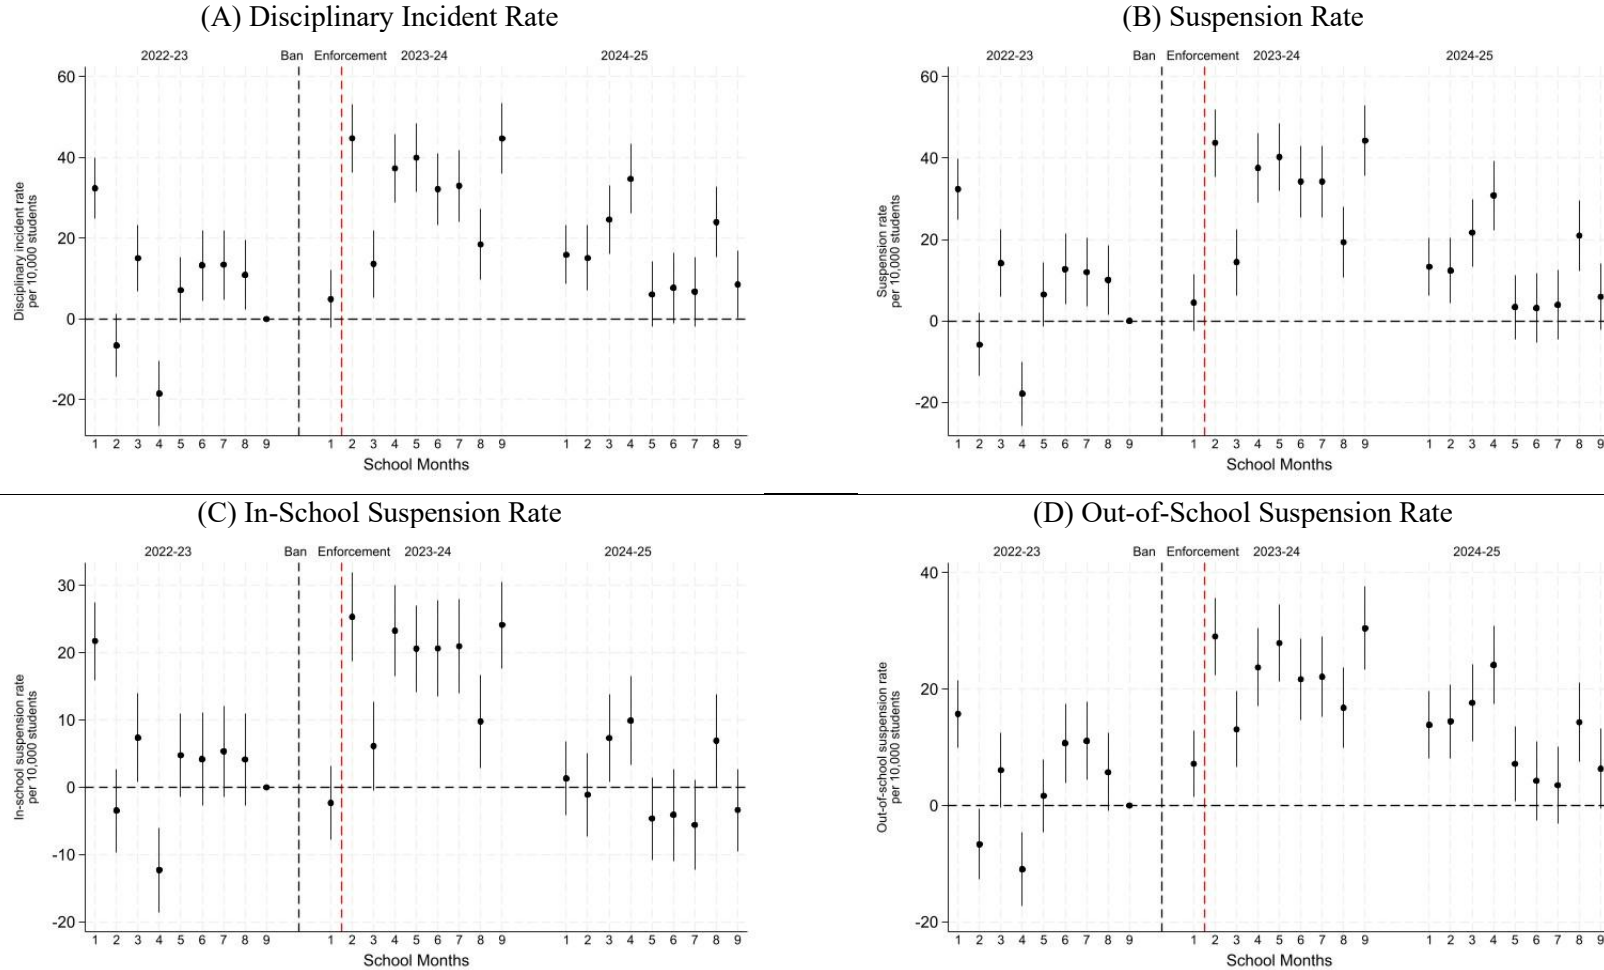 (A) Disciplinary Incident Rate
2022-23 Ban Enforcement 2023-24 2024-25
60
40
20
0
-20
Disciplinary incident rate
per 10,000 students
1 2 3 4 5 6 7 8 9 1 2 3 4 5 6 7 8 9 1 2 3 4 5 6 7 8 9
School Months
(B) Suspension Rate
2022-23 Ban Enforcement 2023-24 2024-25
60
40
20
0
-20
Suspension rate
per 10,000 students
1 2 3 4 5 6 7 8 9 1 2 3 4 5 6 7 8 9 1 2 3 4 5 6 7 8 9
School Months
(C) In-School Suspension Rate
2022-23 Ban Enforcement 2023-24 2024-25
30
20
10
0
-10
-20
In-school suspension rate
per 10,000 students
1 2 3 4 5 6 7 8 9 1 2 3 4 5 6 7 8 9 1 2 3 4 5 6 7 8 9
School Months
(D) Out-of-School Suspension Rate
2022-23 Ban Enforcement 2023-24 2024-25
40
20
0
-20
Out-of-school suspension rate
per 10,000 students
1 2 3 4 5 6 7 8 9 1 2 3 4 5 6 7 8 9 1 2 3 4 5 6 7 8 9
School Months